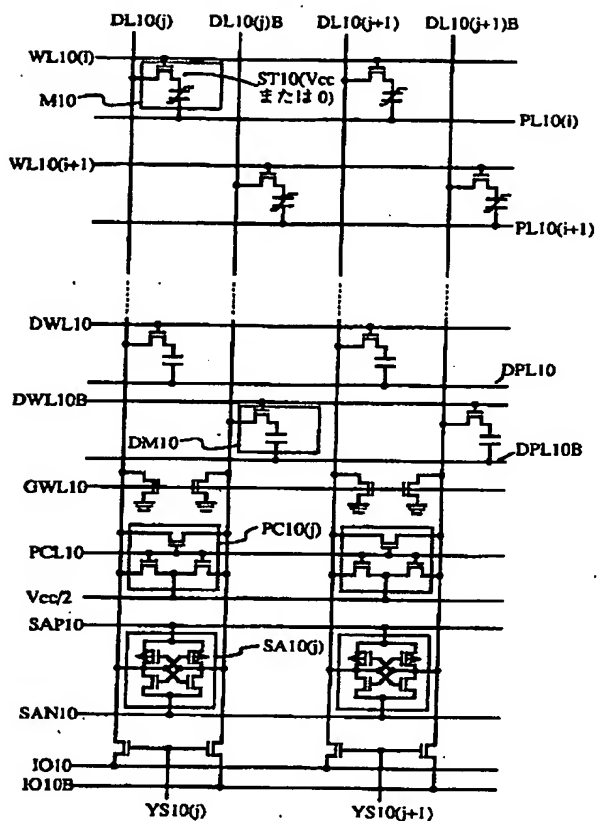 DL10(j) DL10(j)B DL10(j+1) DL10(j+1)B
WL10(i)
ST10(Vcc
または0)
M10
PL10(i)
WL10(i+1)
PL10(i+1)
DWL10
DPL10
DWL10B
DM10
DPL10B
GWL10
PC10(j)
PCL10
Vcc/2
SAP10
SA10(j)
SAN10
IO10
IO10B
YS10(j) YS10(j+1)